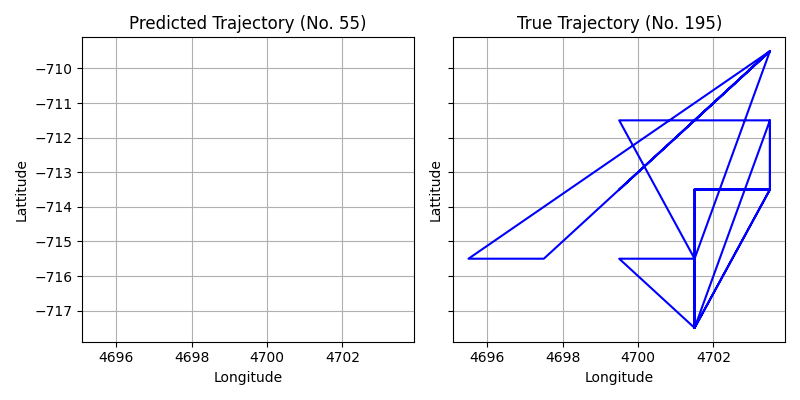 Predicted Trajectory (No. 55)
−710
−711
−712
−713
−714
−715
−716
−717
Lattitude
4696 4698 4700 4702
Longitude
True Trajectory (No. 195)
Lattitude
4696 4698 4700 4702
Longitude